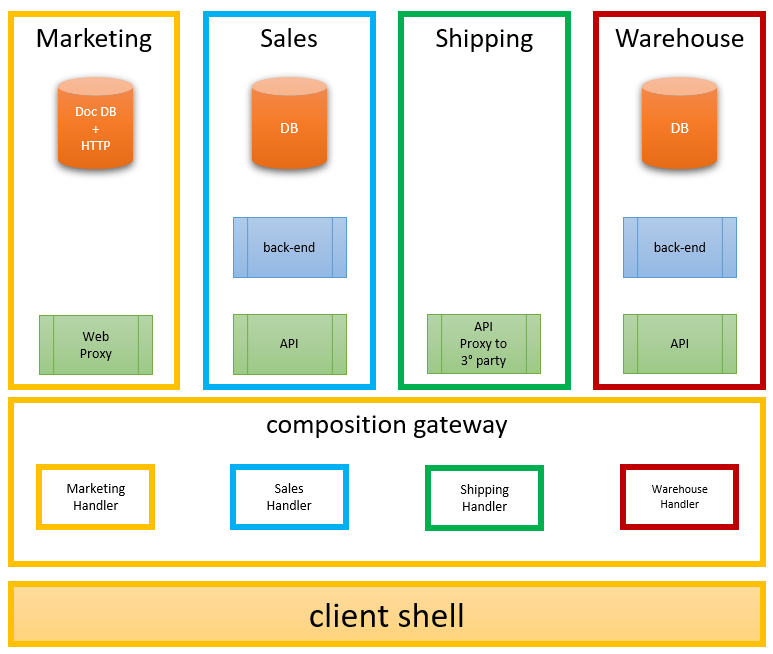 Marketing
Sales
Shipping
Warehouse
Doc DB
+
HTTP
DB
DB
back-end
back-end
Web
Proxy
API
API
Proxy to
3° party
API
composition gateway
Marketing
Handler
Sales
Handler
Shipping
Handler
Warehouse
Handler
client shell